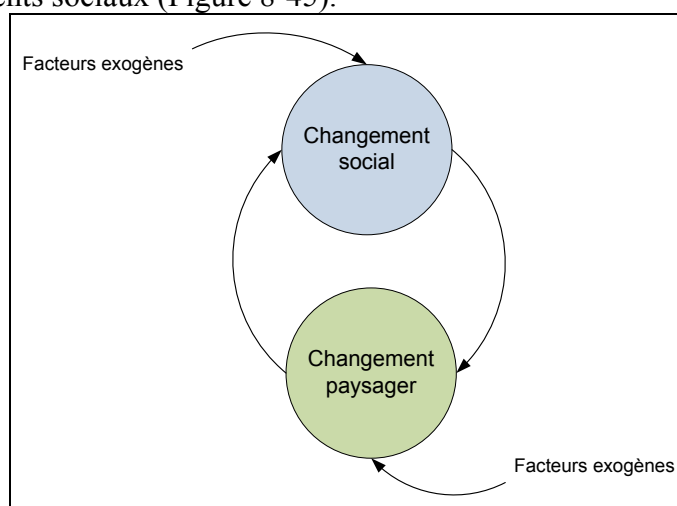 ents sociaux (Figure 8-45).
Facteurs exogènes
Changement
social
Changement
paysager
Facteurs exogènes